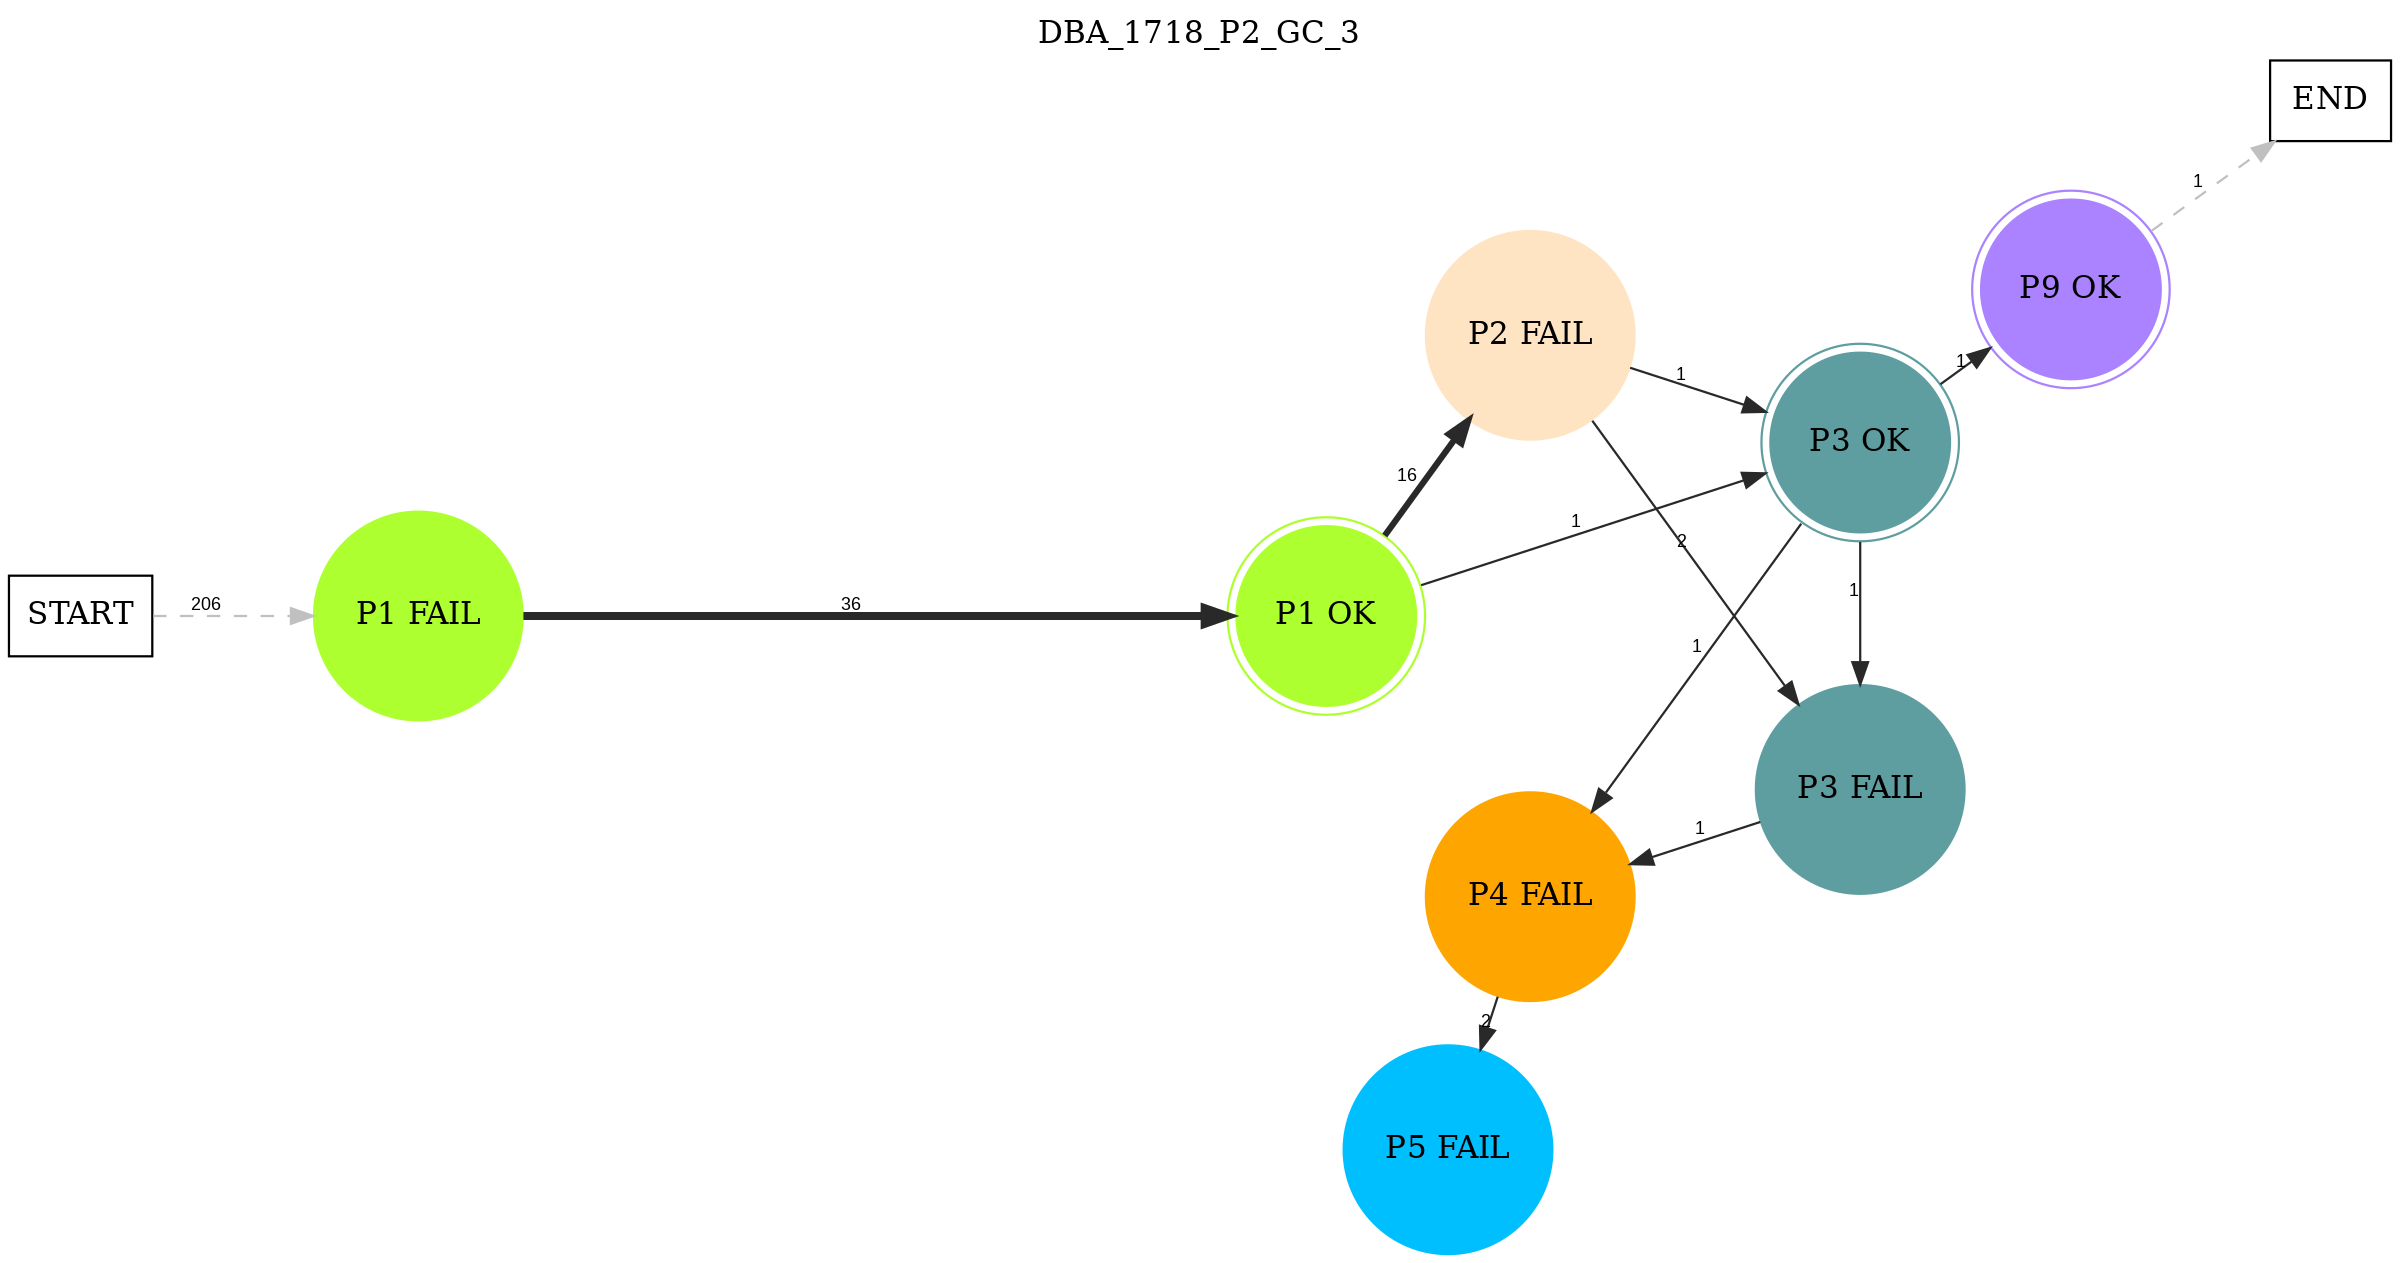 DBA_1718_P2_GC_3
END
1
P9 OK
P2 FAIL
1
1
P3 OK
16
1
2
1
START
206
P1 FAIL
36
P1 OK
1
P3 FAIL
1
P4 FAIL
2
P5 FAIL